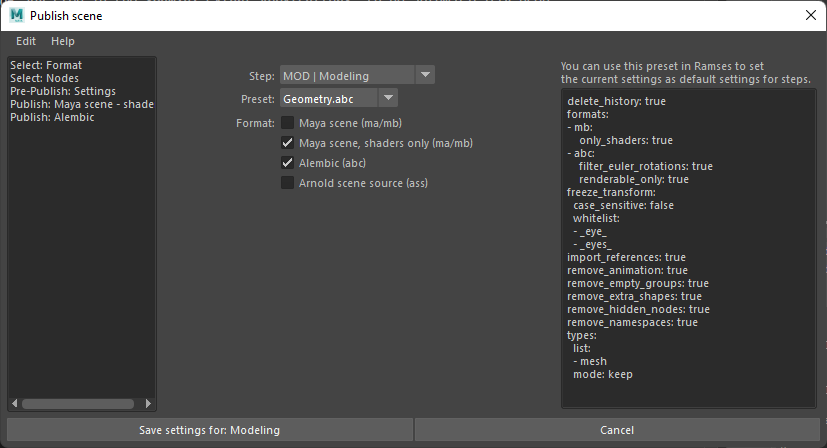 Publish scene
Edit Help
Select: Format
Select: Nodes
Pre-Publish: Settings
Publish: Maya scene - shade
Publish: Alembic
Step: MOD | Modeling
Preset: Geometry.abc
Format: Maya scene (ma/mb)
Maya scene, shaders only (ma/mb)
Alembic (abc)
Arnold scene source (ass)
You can use this preset in Ramses to set
the current settings as default settings for steps.
delete_history: true
formats:
- mb:
only_shaders: true
- abc:
filter_euler_rotations: true
renderable_only: true
freeze_transform:
case_sensitive: false
whitelist:
- _eye_
- _eyes_
import_references: true
remove_animation: true
remove_empty_groups: true
remove_extra_shapes: true
remove_hidden_nodes: true
remove_namespaces: true
types:
list:
- mesh
mode: keep
Save settings for: Modeling
Cancel